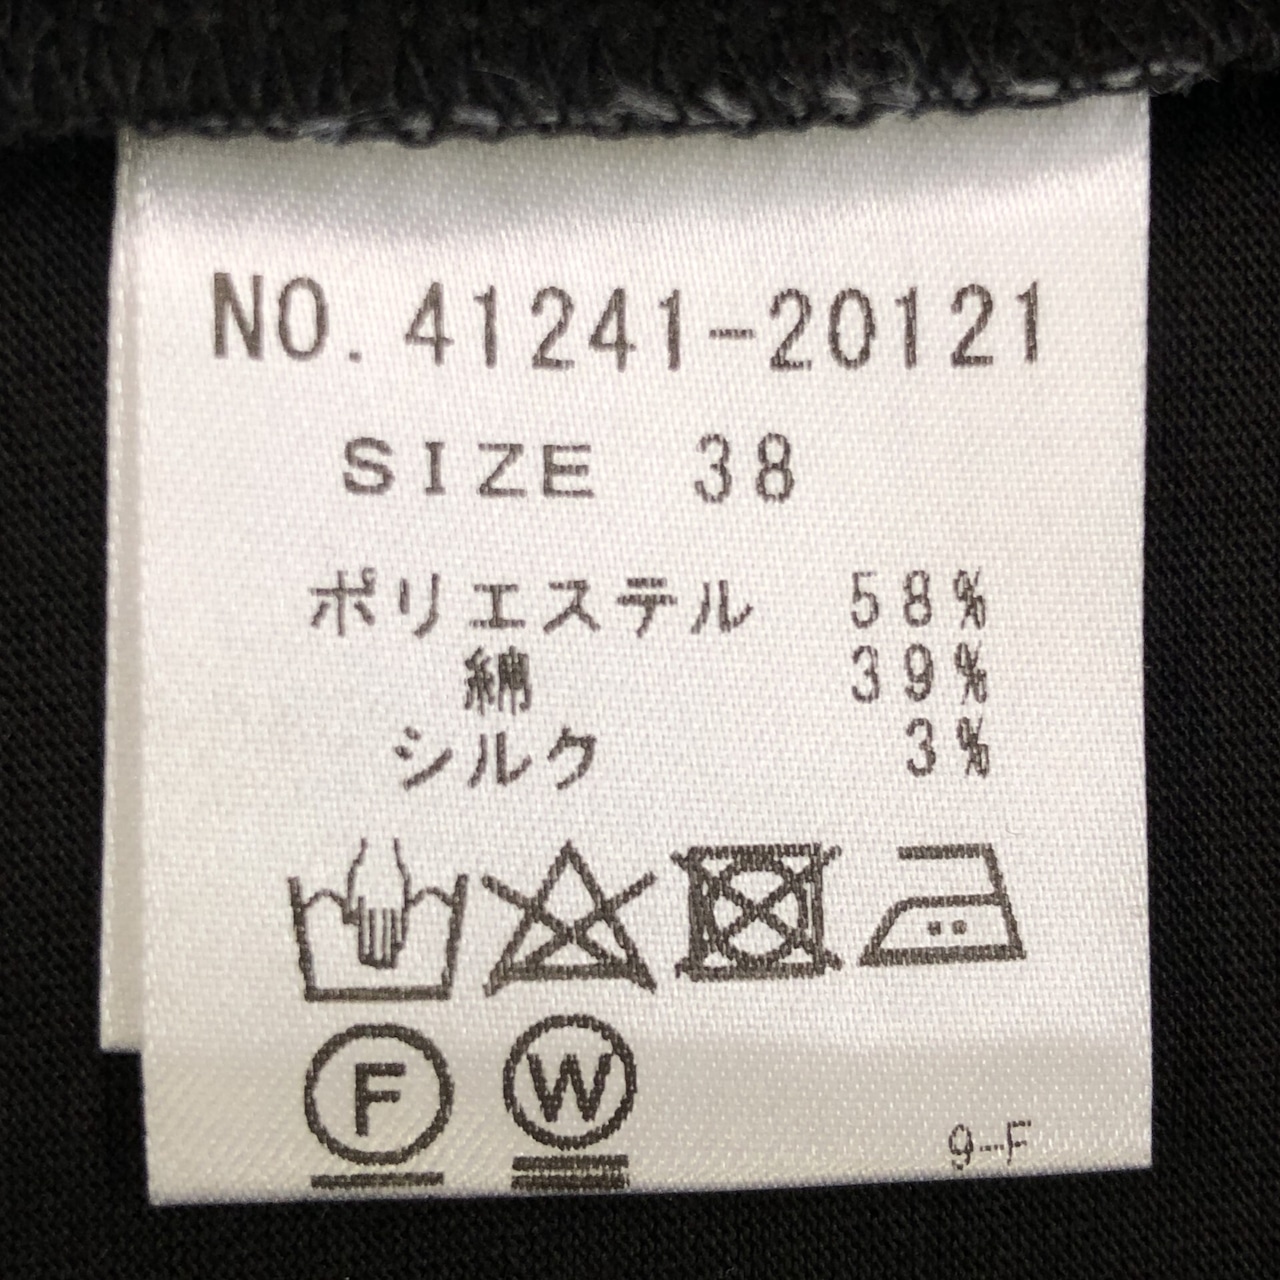 NO. 41241-20121
SIZE 38
ポリエステル 58%
綿 39%
シルク 3%
F
W
9-F